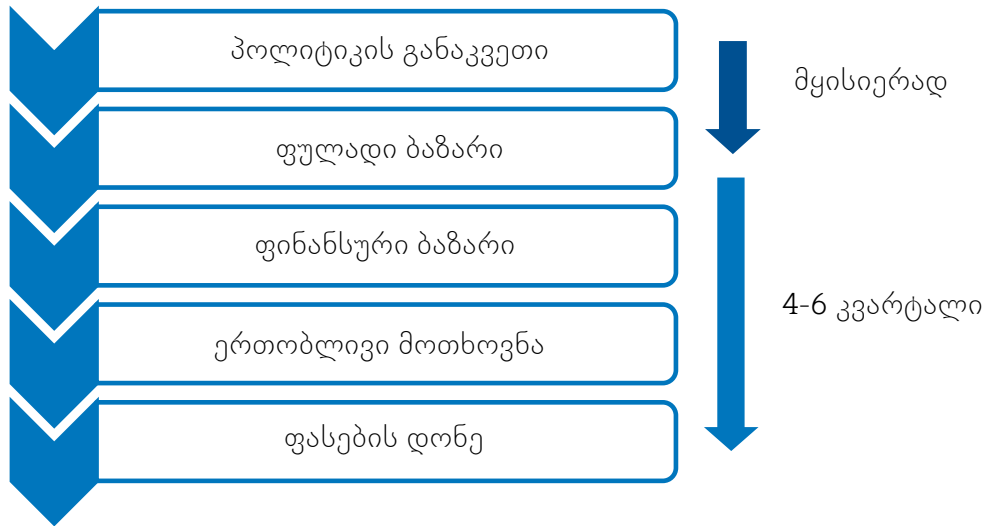 პოლიტიკის განაკვეთი
მყისიერად
ფულადი ბაზარი
ფინანსური ბაზარი
4-6 კვარტალი
ერთობლივი მოთხოვნა
ფასების დონე